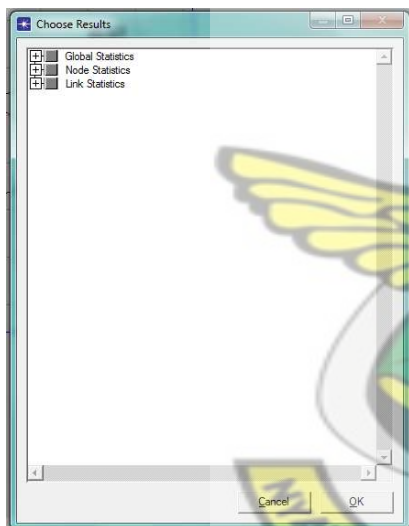 Choose Results
Global Statistics
Node Statistics
Link Statistics
Cancel
OK